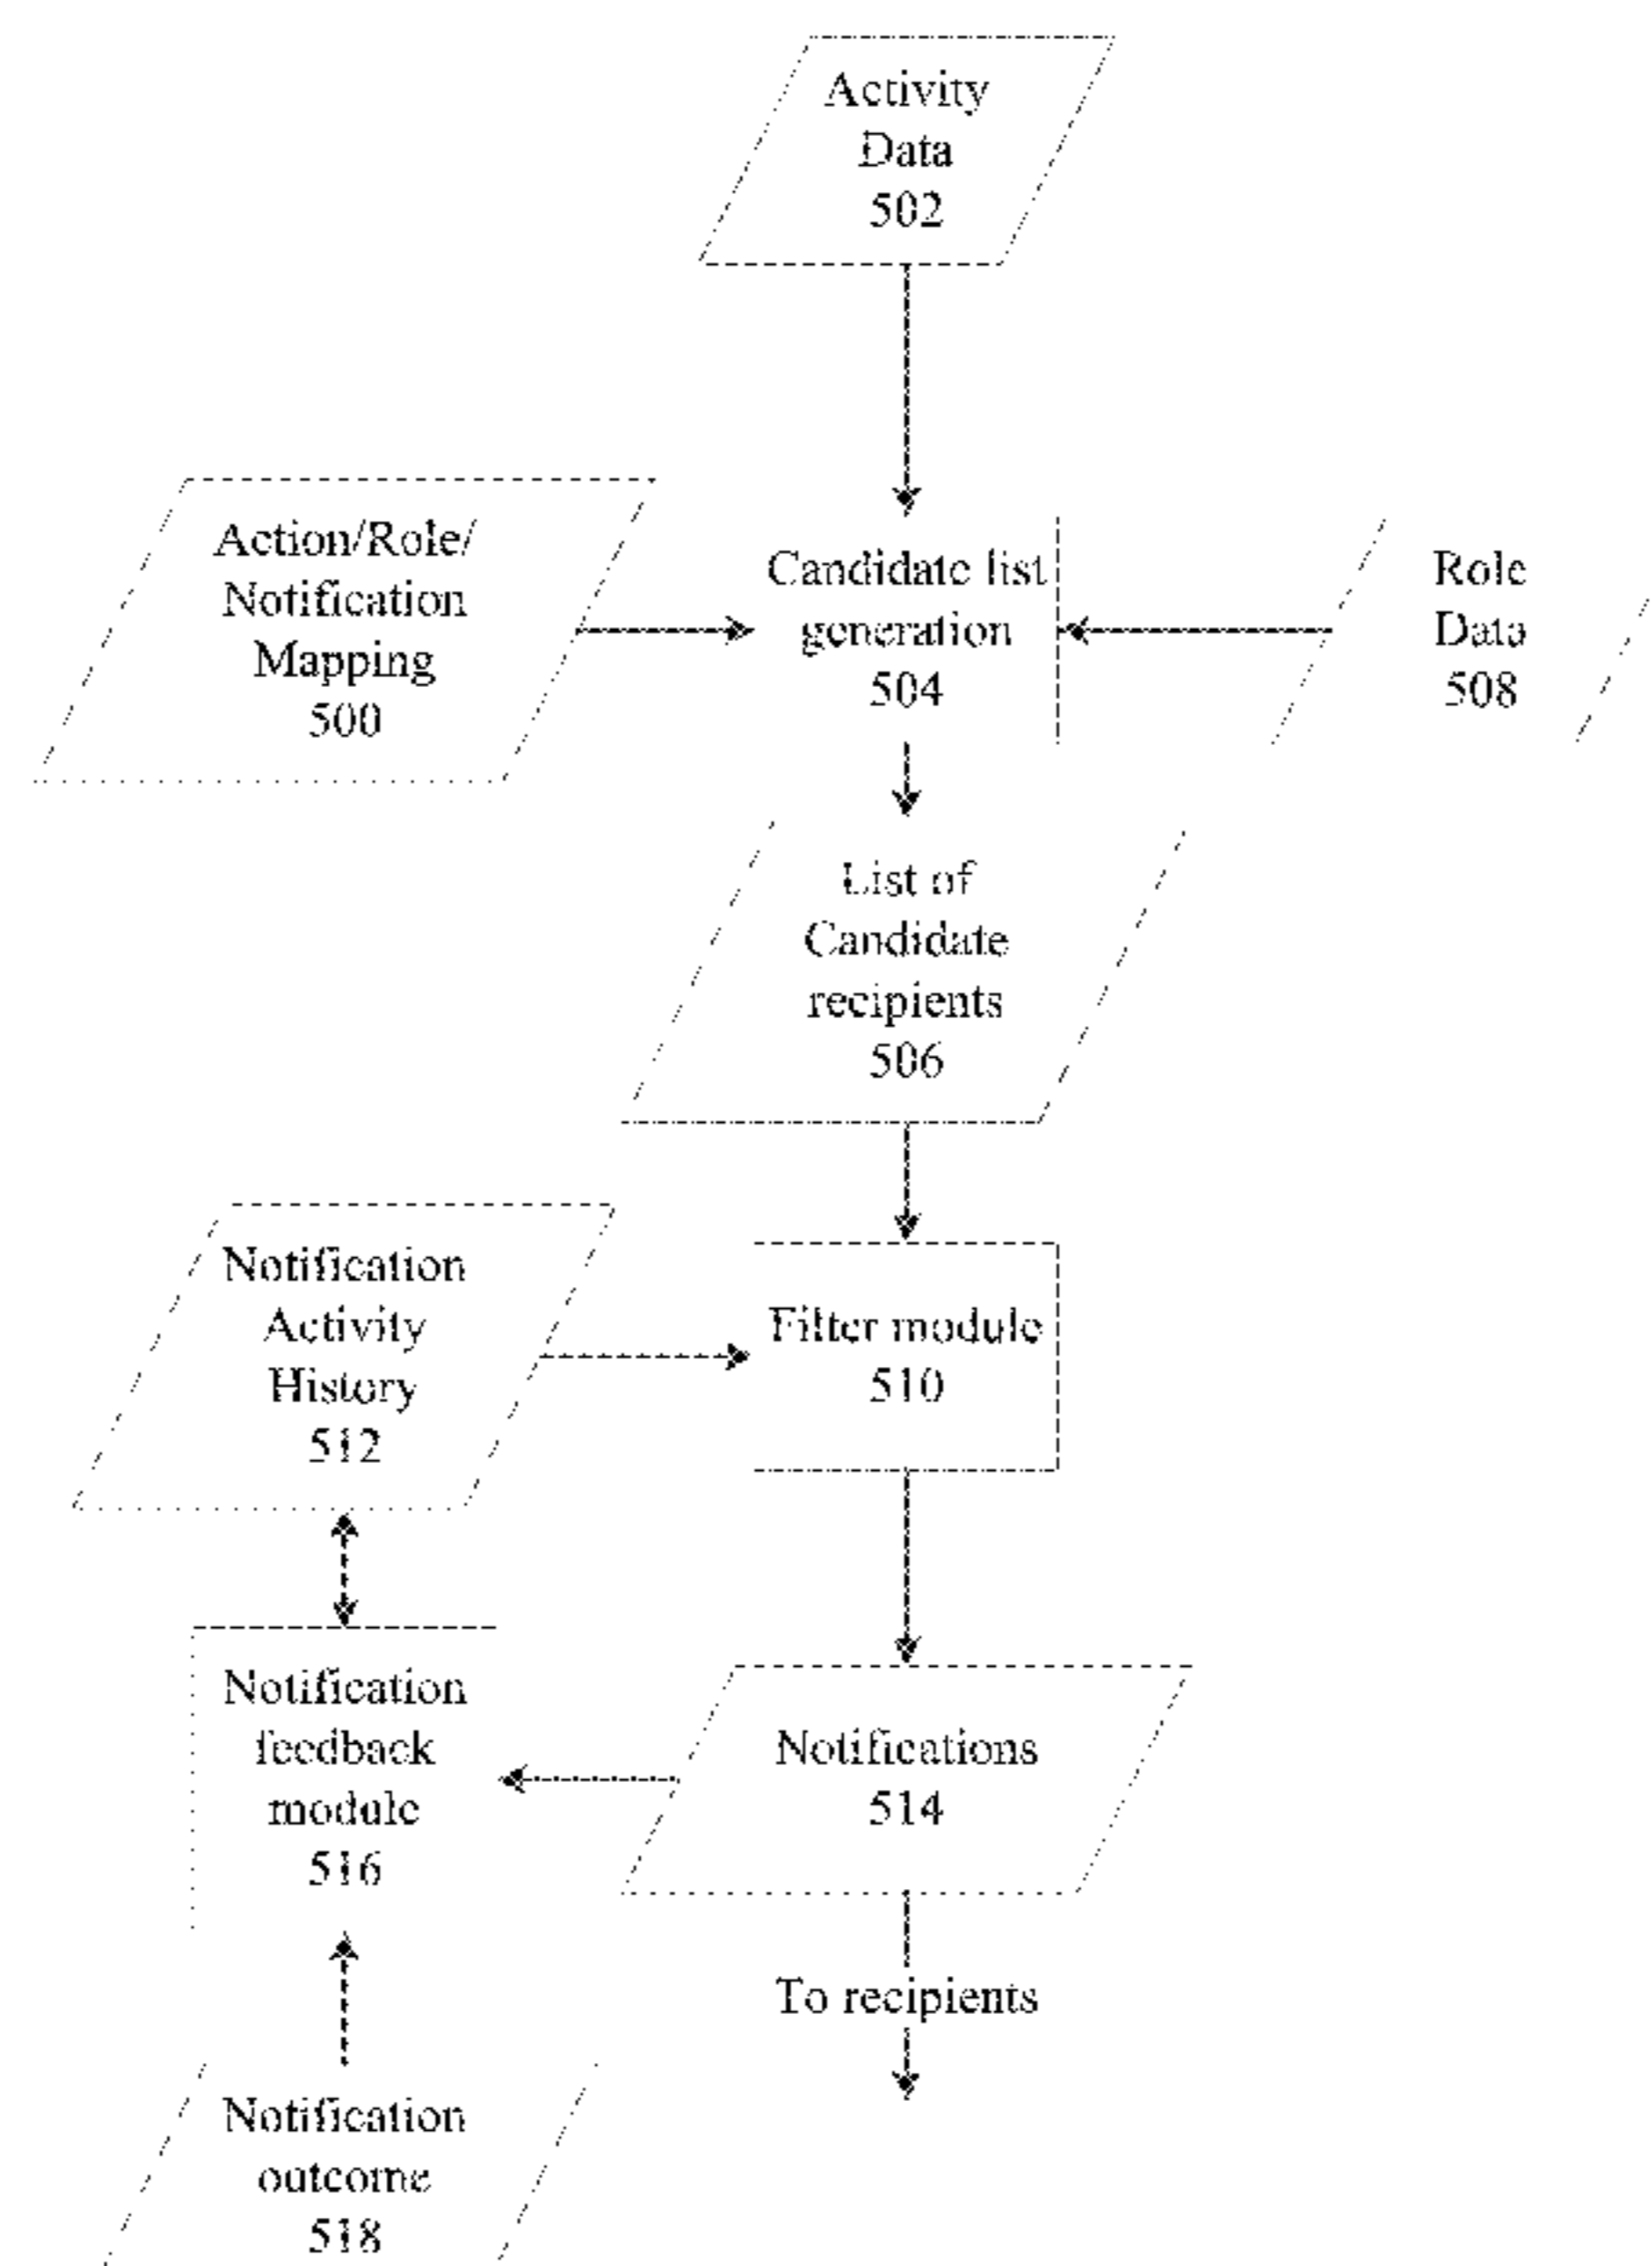 Activity
Data
502
Action/Role/
Notification
Mapping
500
Candidate list
generation
504
Role
Data
508
List of
Candidate
recipients
506
Notification
Activity
History
512
Filter module
510
Notification
feedback
module
516
Notifications
514
To recipients
Notification
outcome
518